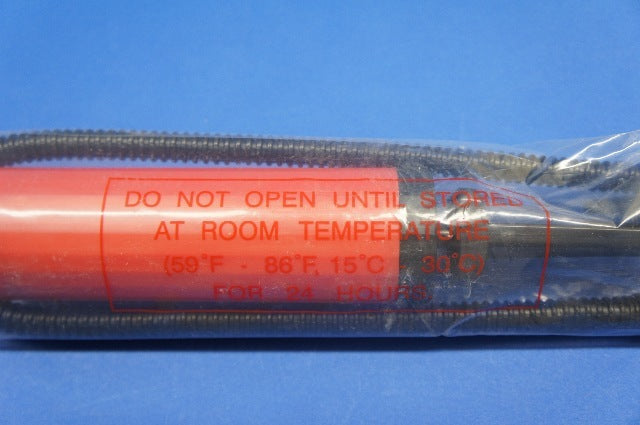 DO NOT OPEN UNTIL STORED
AT ROOM TEMPERATURE
(59°F - 86°F, 15°C 30°C)
FOR 24 HOURS